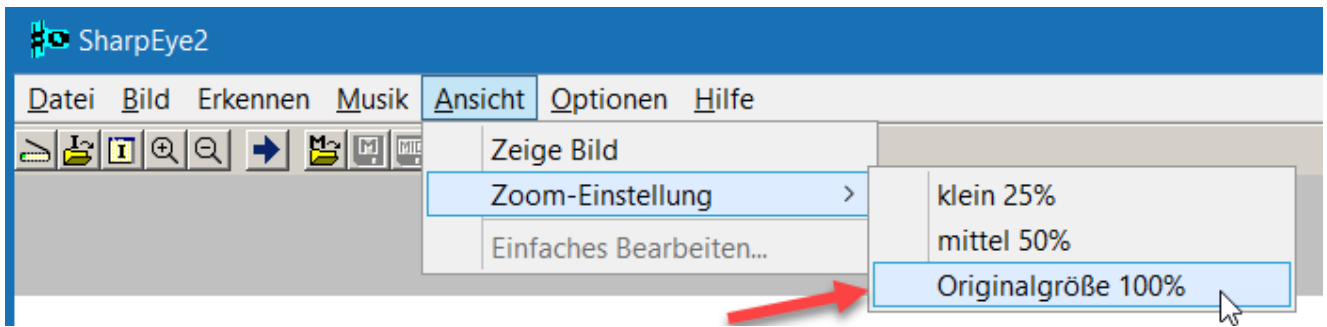 SharpEye2
Datei Bild Erkennen Musik Ansicht Optionen Hilfe
I I M M MID
Zeige Bild
Zoom-Einstellung >
klein 25%
Einfaches Bearbeiten...
mittel 50%
Originalgröße 100%